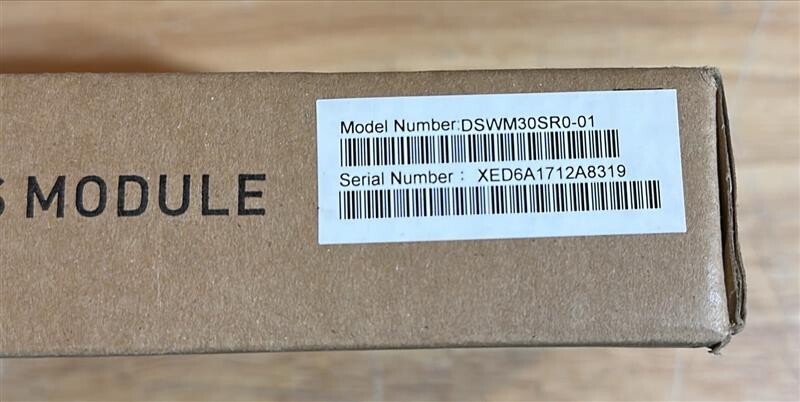 S MODULE
Model Number:DSWM30SR0-01
Serial Number : XED6A1712A8319